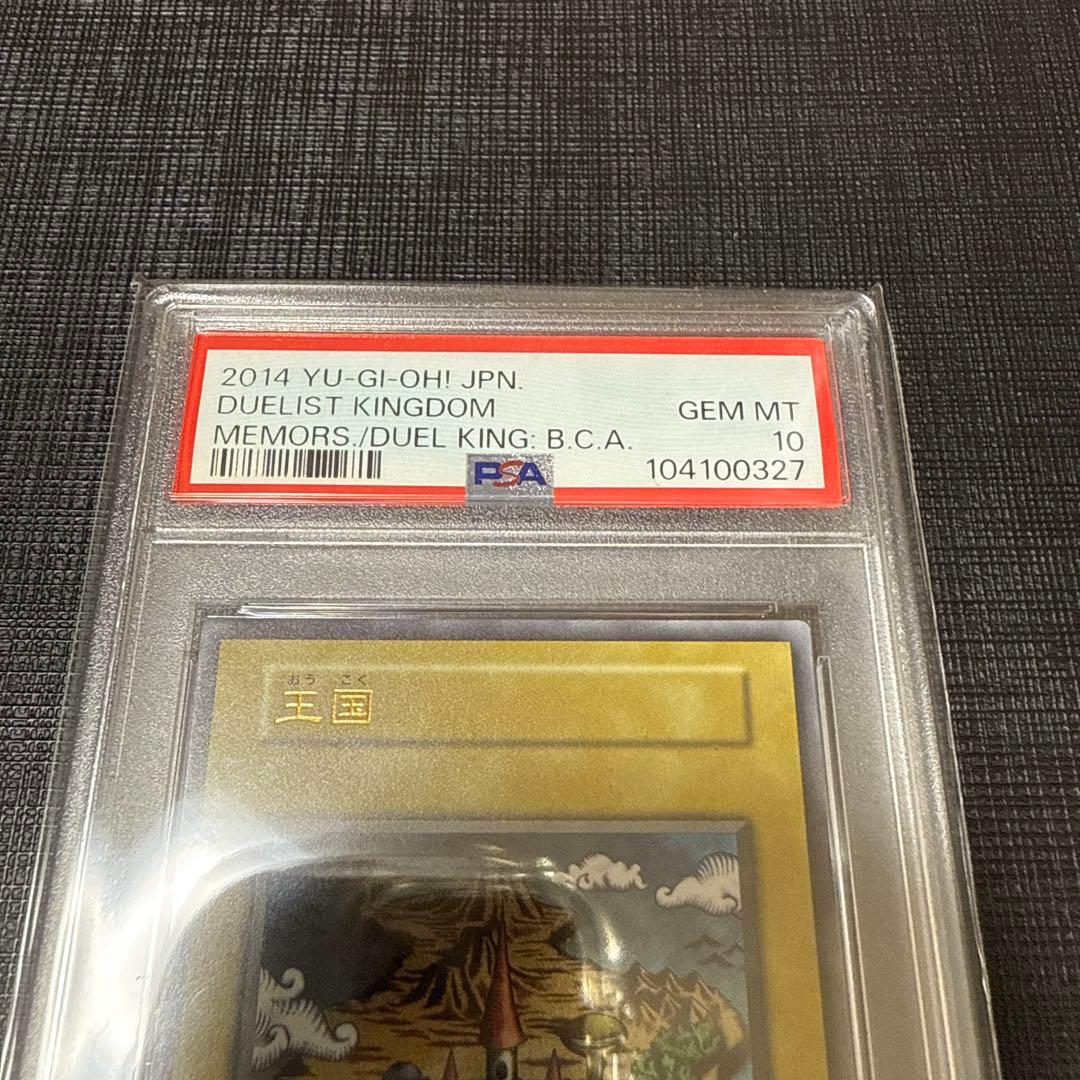 2014 YU-GI-OH! JPN.
DUELIST KINGDOM GEM MT
MEMORS./DUEL KING: B.C.A. 10
PSA 104100327
おう こく
王国